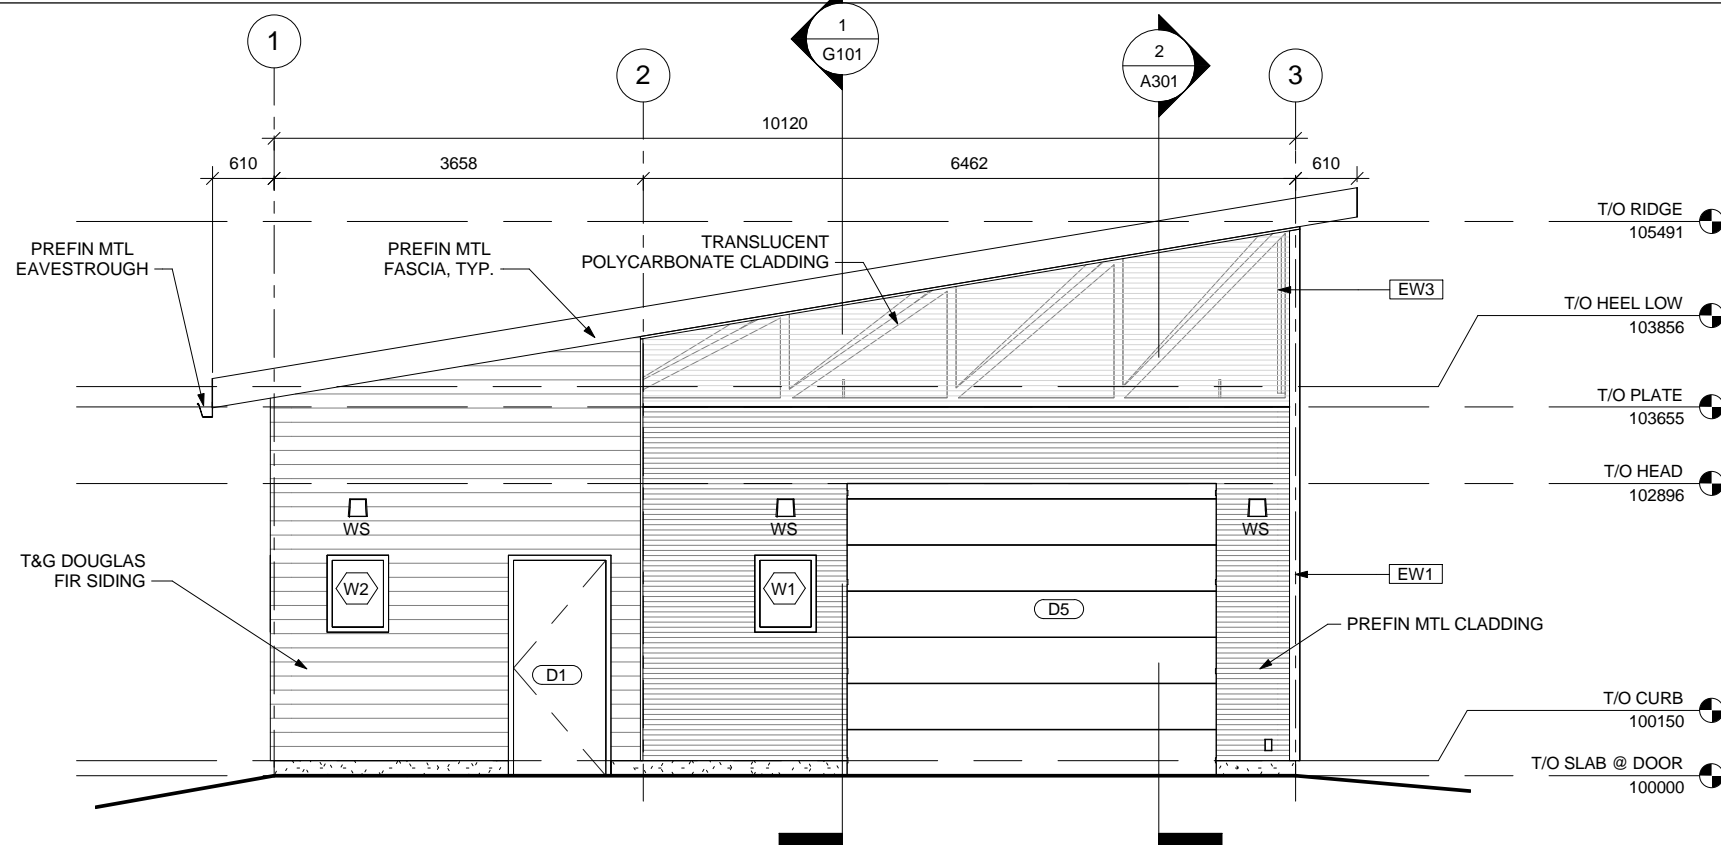 1
2
1
G101
2
A301
3
10120
610
3658
6462
610
T/O RIDGE
105491
PREFIN MTL
EAVESTROUGH
PREFIN MTL
FASCIA, TYP.
TRANSLUCENT
POLYCARBONATE CLADDING
EW3
T/O HEEL LOW
103856
T/O PLATE
103655
T/O HEAD
102896
WS
WS
WS
T&G DOUGLAS
FIR SIDING
W2
W1
EW1
D5
PREFIN MTL CLADDING
D1
T/O CURB
100150
T/O SLAB @ DOOR
100000